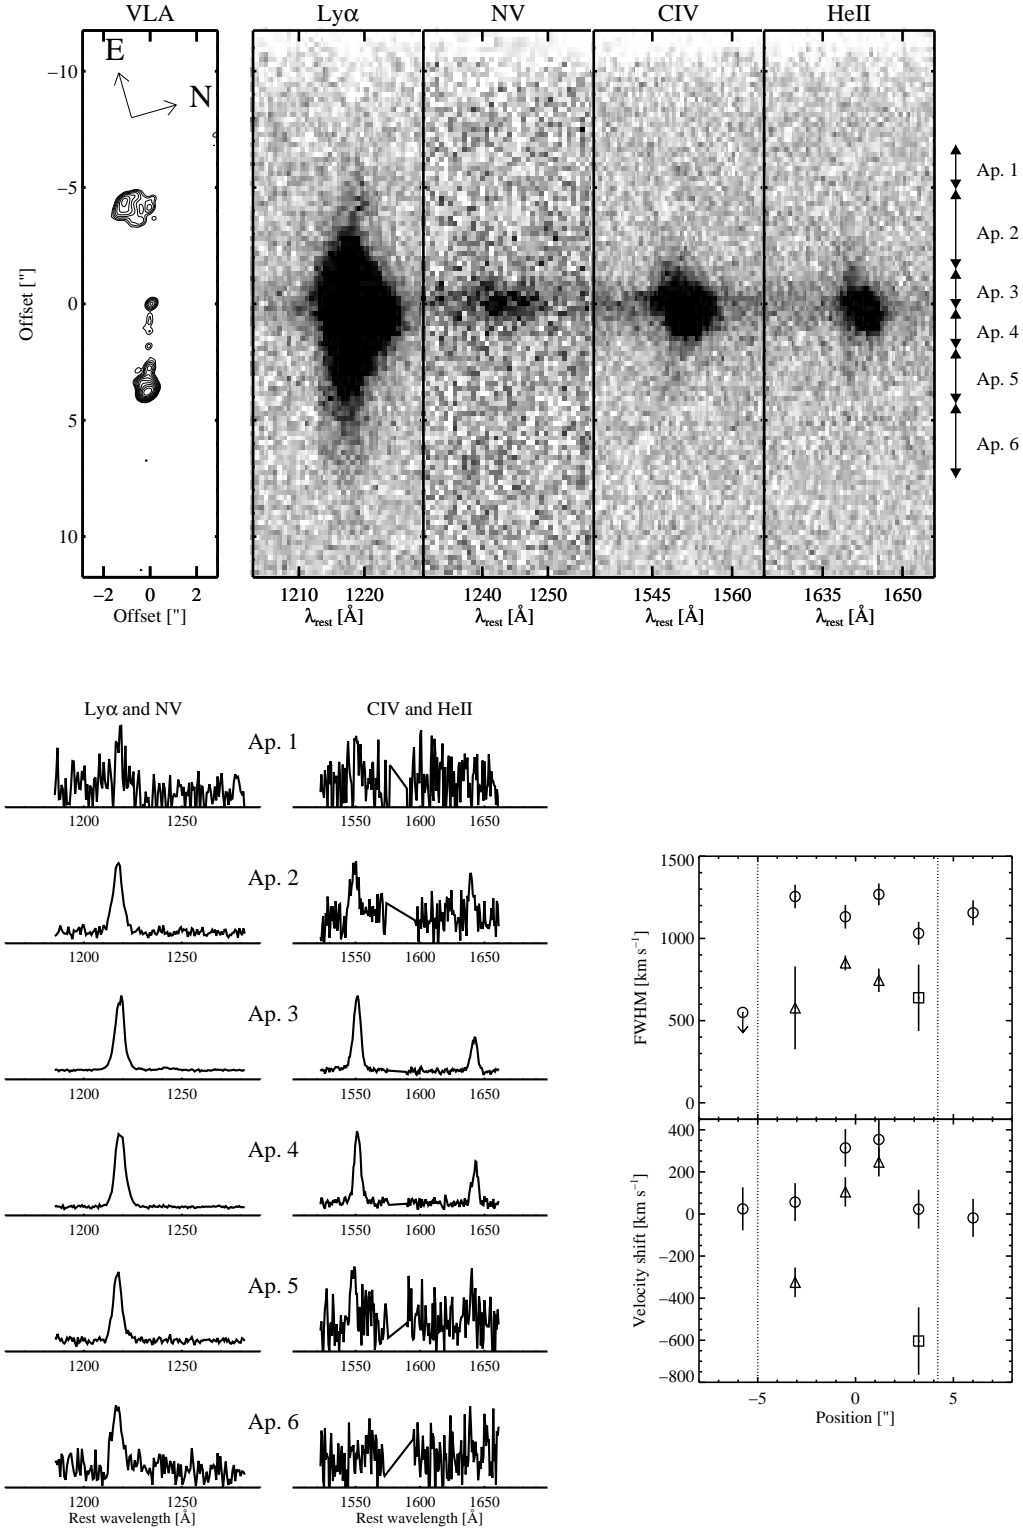 VLA
Lyα
NV
CIV
HeII
E
N
−10
−5
0
5
10
Offset ["]
−2 0 2
Offset ["]
1210 1220
λrest [Å]
1240 1250
λrest [Å]
1545 1560
λrest [Å]
1635 1650
λrest [Å]
Ap. 1
Ap. 2
Ap. 3
Ap. 4
Ap. 5
Ap. 6
Lyα and NV
CIV and HeII
Ap. 1
1200 1250
1550 1600 1650
Ap. 2
1200 1250
1550 1600 1650
Ap. 3
1200 1250
1550 1600 1650
Ap. 4
1200 1250
1550 1600 1650
Ap. 5
1200 1250
1550 1600 1650
Ap. 6
1200 1250
Rest wavelength [Å]
1550 1600 1650
Rest wavelength [Å]
1500
1000
500
0
FWHM [km s−1]
400
200
0
−200
−400
−600
−800
Velocity shift [km s−1]
−5 0 5
Position ["]